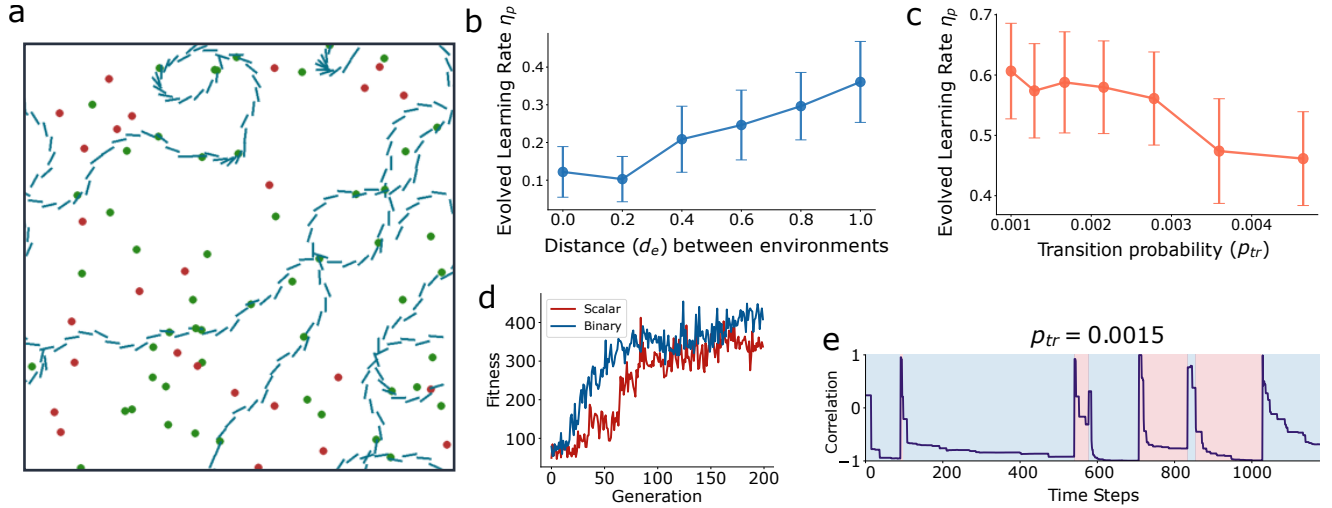 a
b
Evolved Learning Rate ηp
0.4
0.3
0.2
0.1
0.0 0.2 0.4 0.6 0.8 1.0
Distance (de) between environments
c
Evolved Learning Rate ηp
0.7
0.6
0.5
0.4
0.001 0.002 0.003 0.004
Transition probability (ptr)
d
Scalar
Binary
Fitness
400
300
200
100
0 50 100 150 200
Generation
e
ptr = 0.0015
Correlation
1
0
−1
0 200 400 600 800 1000
Time Steps